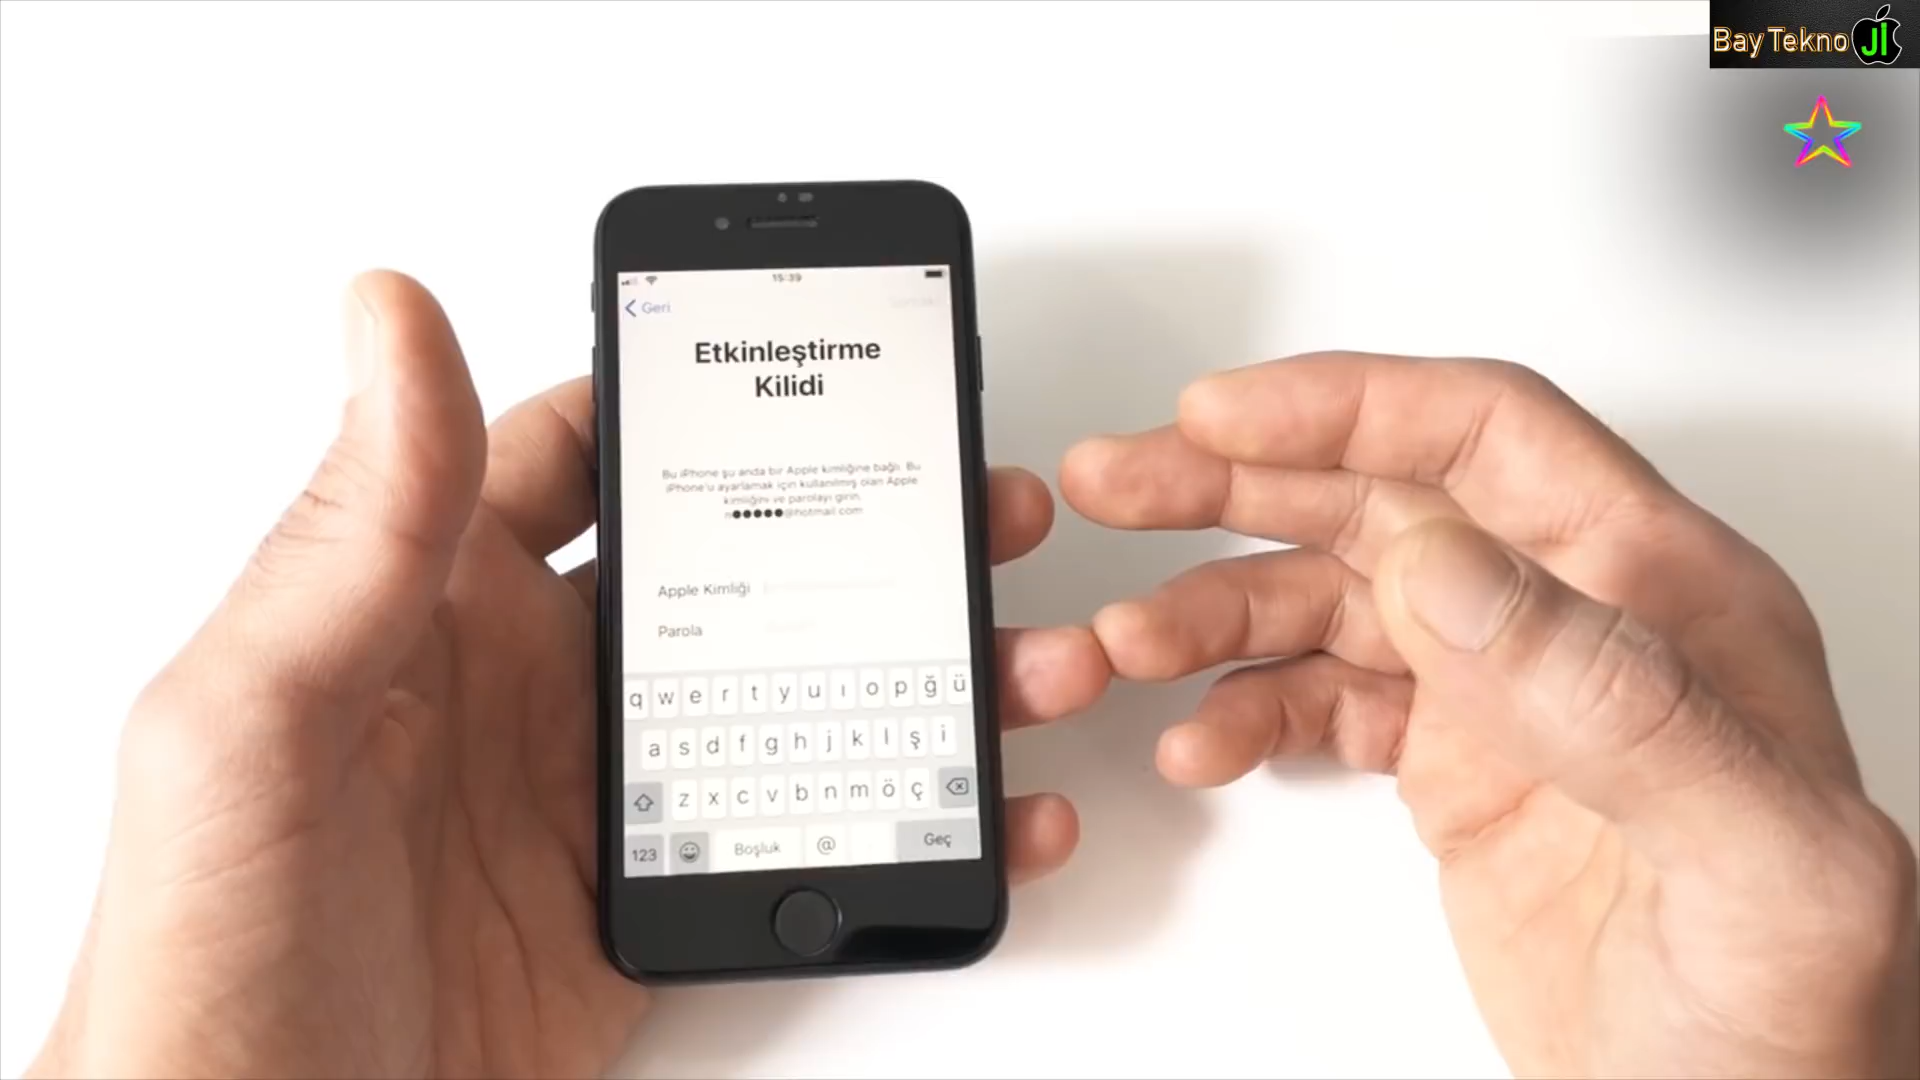 Bay Tekno Jİ
15:39
Geri
Etkinleştirme
Kilidi
Bu iPhone şu anda bir Apple kimliğine bağlı. Bu
iPhone'u ayarlamak için kullanılmış olan Apple
kimliğini ve parolayı girin.
n●●●●●@hotmail.com
Apple Kimliği
Parola
q w e r t y u ı o p ğ ü
a s d f g h j k l ş i
z x c v b n m ö ç
123 Boşluk @ . Geç